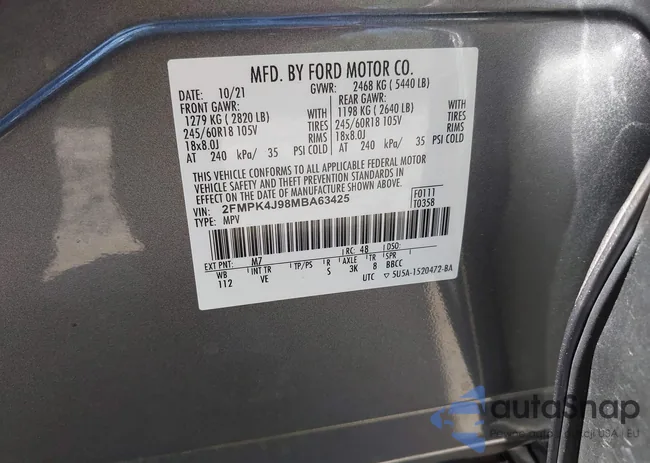 MFD. BY FORD MOTOR CO.
DATE: 10/21 GVWR: 2468 KG ( 5440 LB)
FRONT GAWR: REAR GAWR:
1279 KG ( 2820 LB) WITH 1198 KG ( 2640 LB) WITH
245/60R18 105V TIRES 245/60R18 105V TIRES
18x8.0J RIMS 18x8.0J RIMS
AT 240 kPa/ 35 PSI COLD AT 240 kPa/ 35 PSI COLD
THIS VEHICLE CONFORMS TO ALL APPLICABLE FEDERAL MOTOR
VEHICLE SAFETY AND THEFT PREVENTION STANDARDS IN
EFFECT ON THE DATE OF MANUFACTURE SHOWN ABOVE.
VIN: 2FMPK4J98MBA63425
TYPE: MPV
F0111
T0358
EXT PNT: M7 RC: 48 DSO:
WB INT TR TP/PS R AXLE TR SPR
112 VE S 3K 8 BBCC
UTC 5U5A-1520472-BA
autoSnap